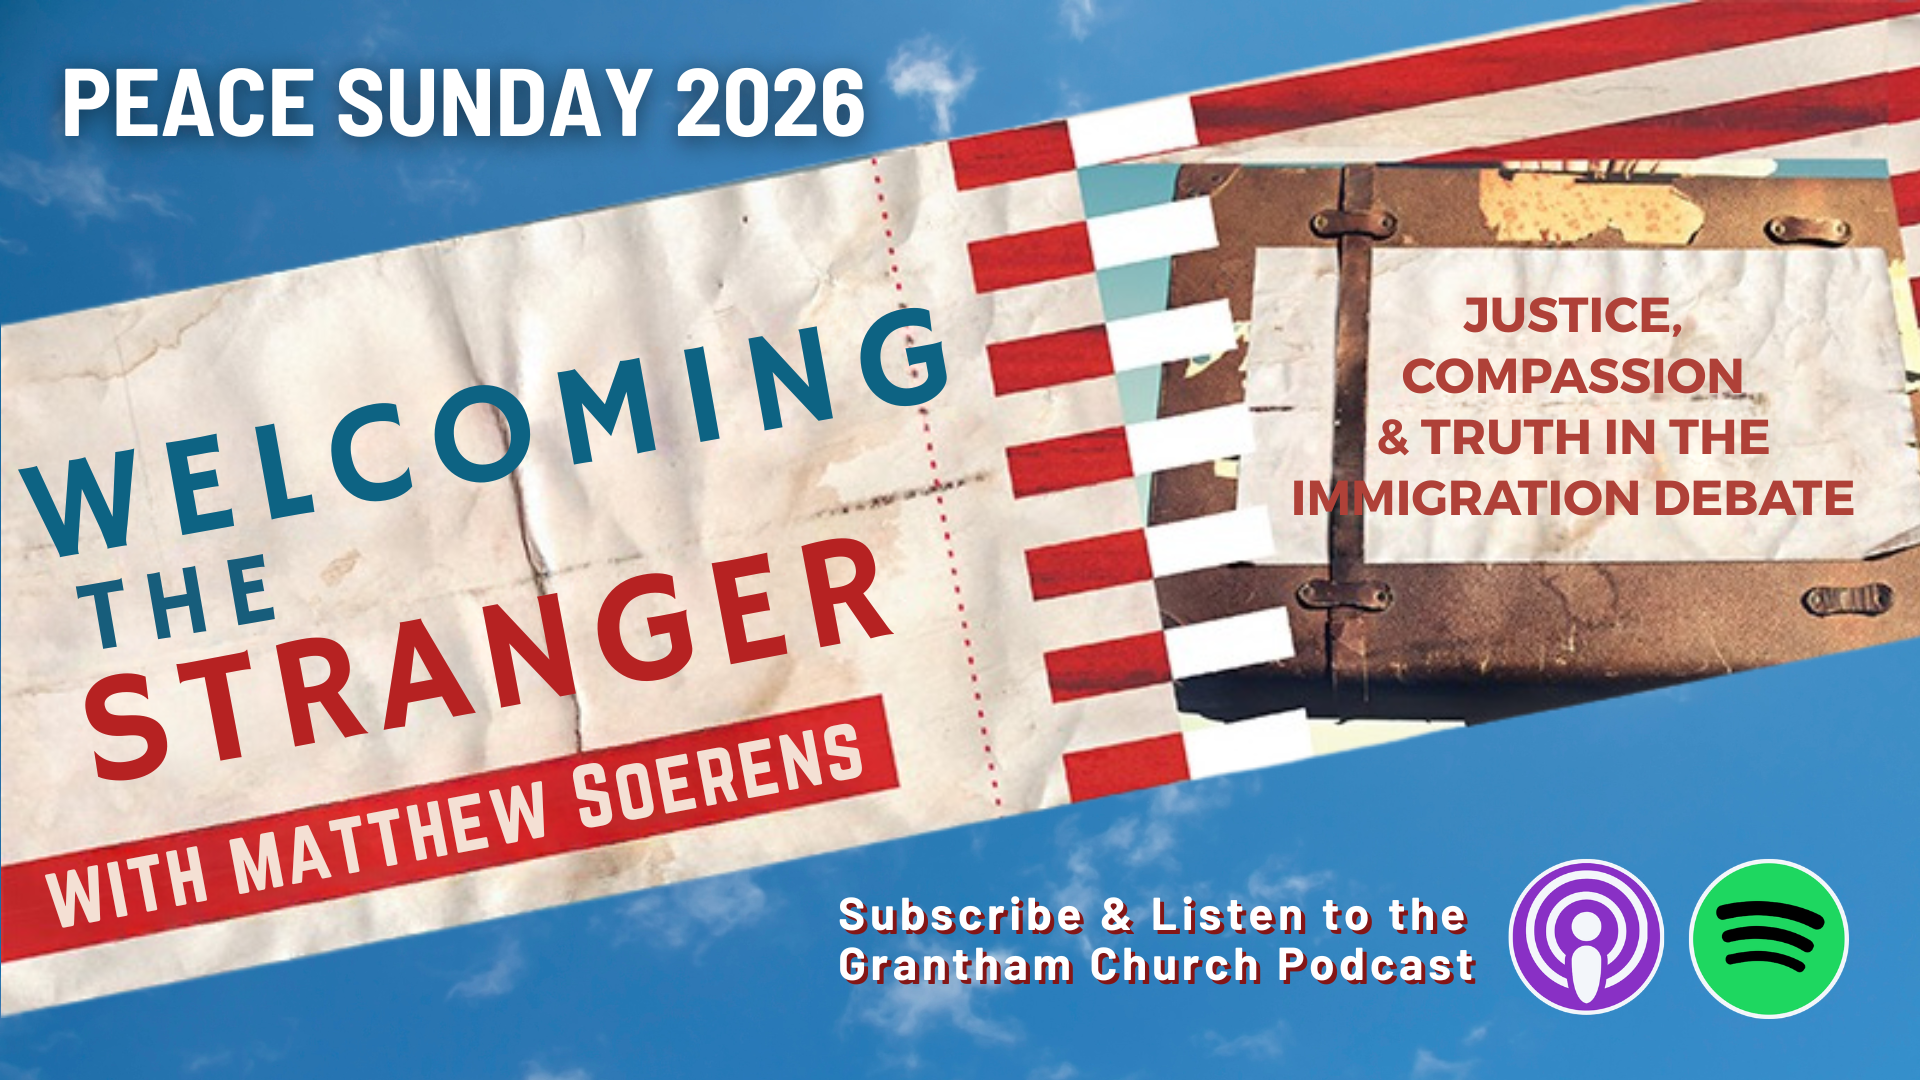 PEACE SUNDAY 2026
WELCOMING
THE
STRANGER
WITH MATTHEW SOERENS
JUSTICE,
COMPASSION
& TRUTH IN THE
IMMIGRATION DEBATE
Subscribe & Listen to the
Grantham Church Podcast